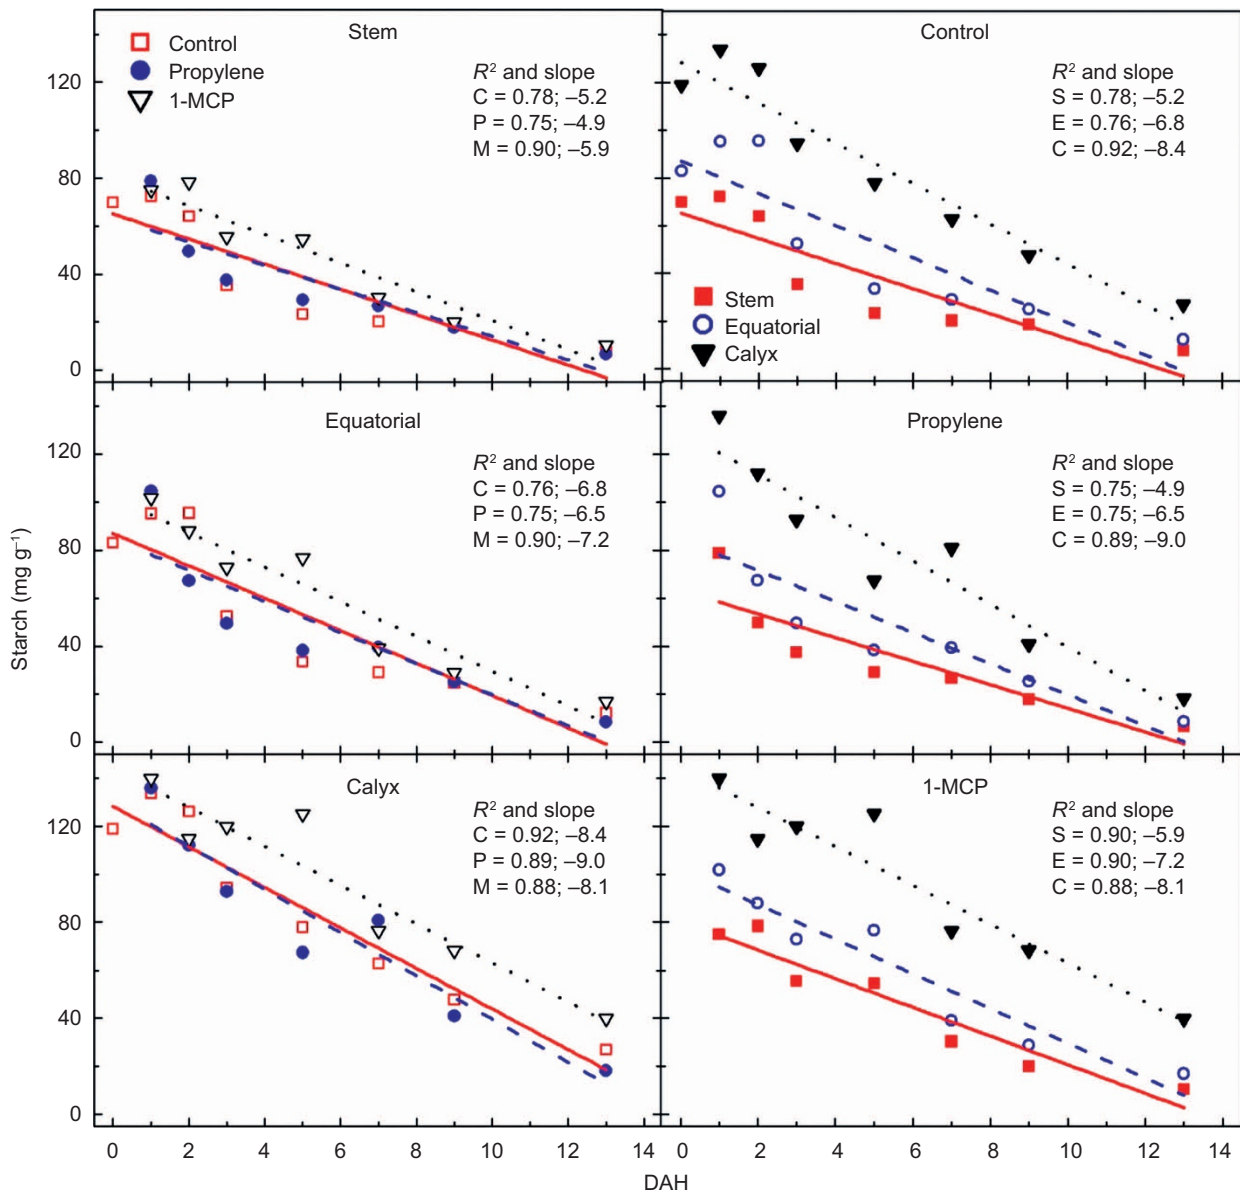 Stem
Control
Propylene
1-MCP
R² and slope
C = 0.78; –5.2
P = 0.75; –4.9
M = 0.90; –5.9
120
80
40
0
Control
R² and slope
S = 0.78; –5.2
E = 0.76; –6.8
C = 0.92; –8.4
Stem
Equatorial
Calyx
Equatorial
R² and slope
C = 0.76; –6.8
P = 0.75; –6.5
M = 0.90; –7.2
120
80
40
0
Starch (mg g⁻¹)
Propylene
R² and slope
S = 0.75; –4.9
E = 0.75; –6.5
C = 0.89; –9.0
Calyx
R² and slope
C = 0.92; –8.4
P = 0.89; –9.0
M = 0.88; –8.1
120
80
40
0
1-MCP
R² and slope
S = 0.90; –5.9
E = 0.90; –7.2
C = 0.88; –8.1
0 2 4 6 8 10 12 14
0 2 4 6 8 10 12 14
DAH